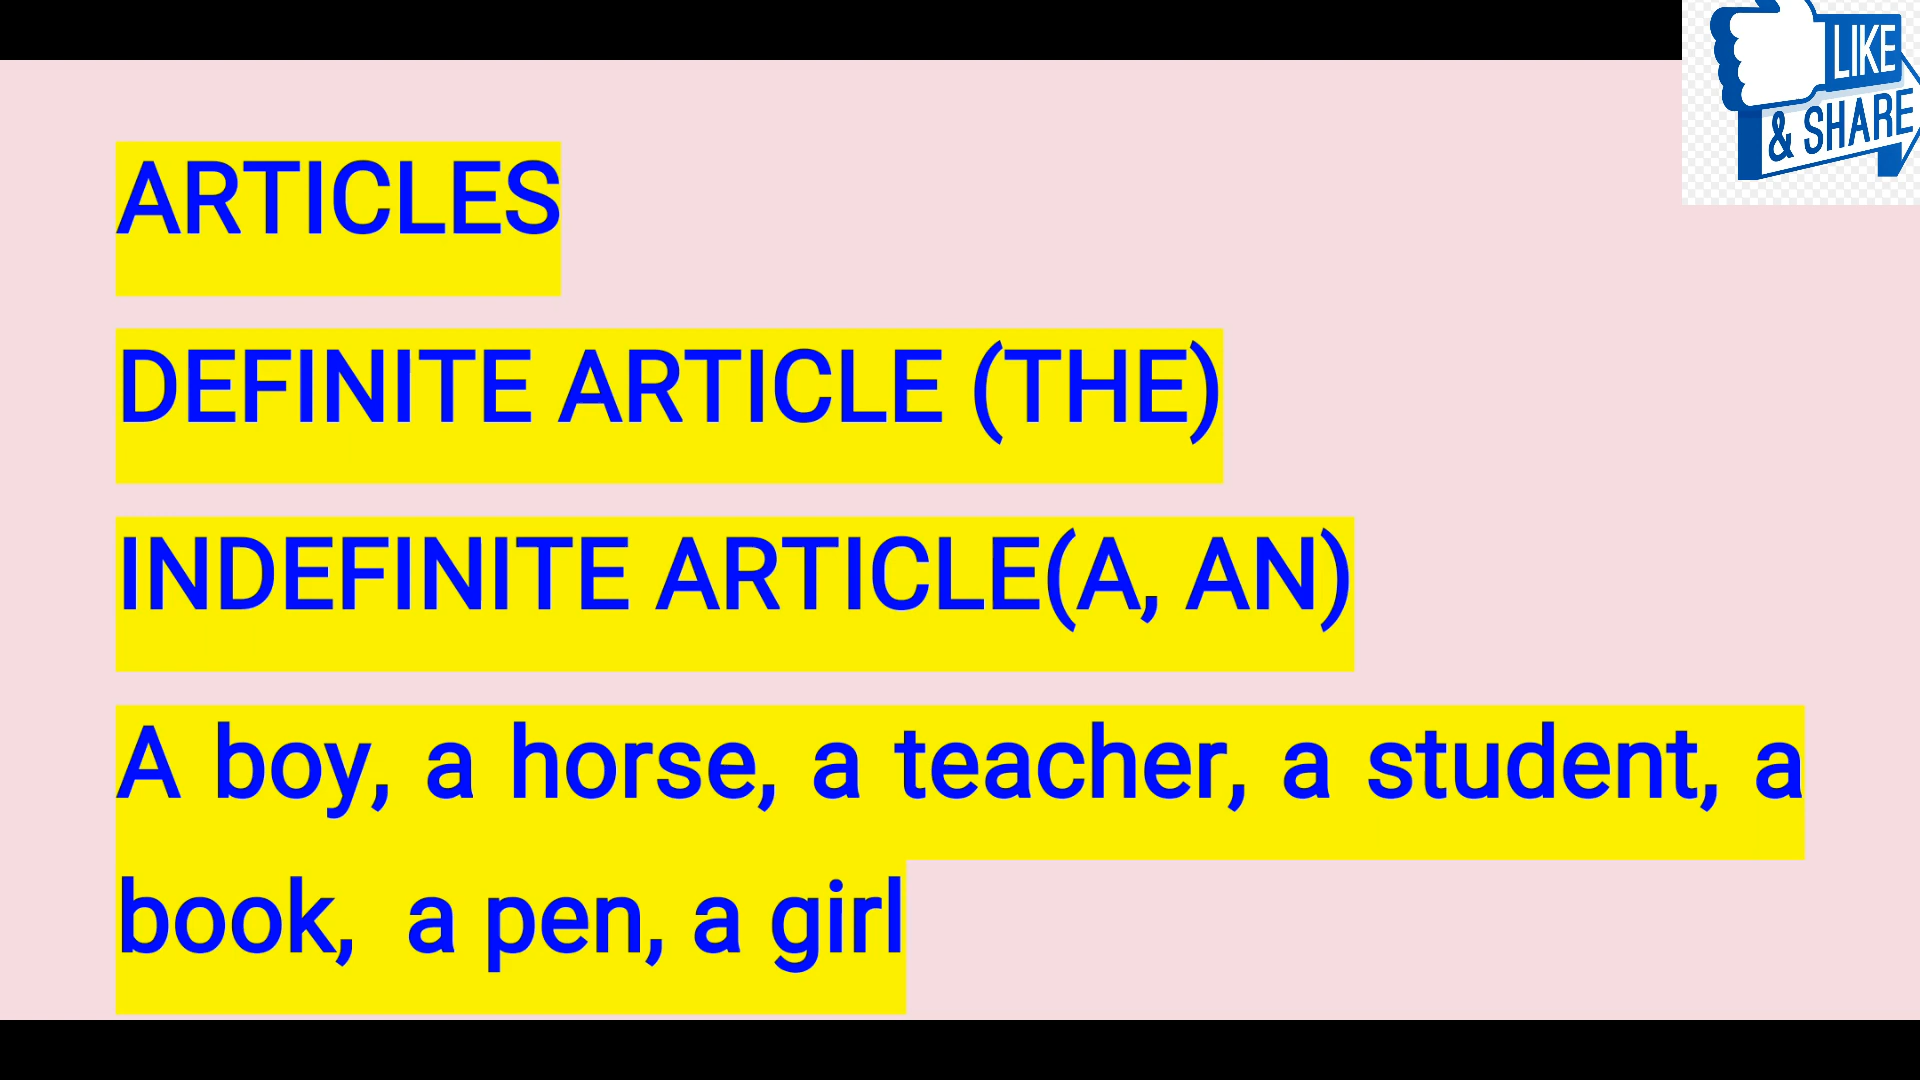 LIKE
& SHARE
ARTICLES
DEFINITE ARTICLE (THE)
INDEFINITE ARTICLE(A, AN)
A boy, a horse, a teacher, a student, a
book,  a pen, a girl